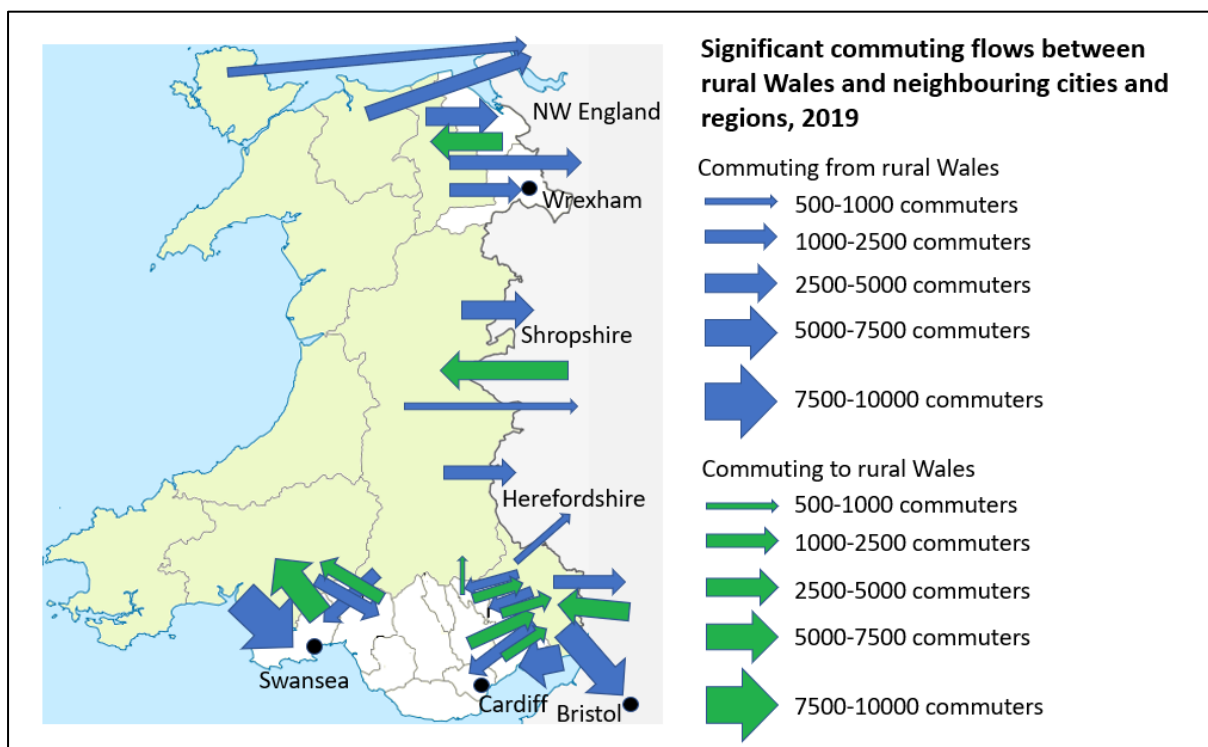 Significant commuting flows between
rural Wales and neighbouring cities and
regions, 2019
NW England
Wrexham
Shropshire
Herefordshire
Swansea
Cardiff
Bristol
Commuting from rural Wales
500-1000 commuters
1000-2500 commuters
2500-5000 commuters
5000-7500 commuters
7500-10000 commuters
Commuting to rural Wales
500-1000 commuters
1000-2500 commuters
2500-5000 commuters
5000-7500 commuters
7500-10000 commuters